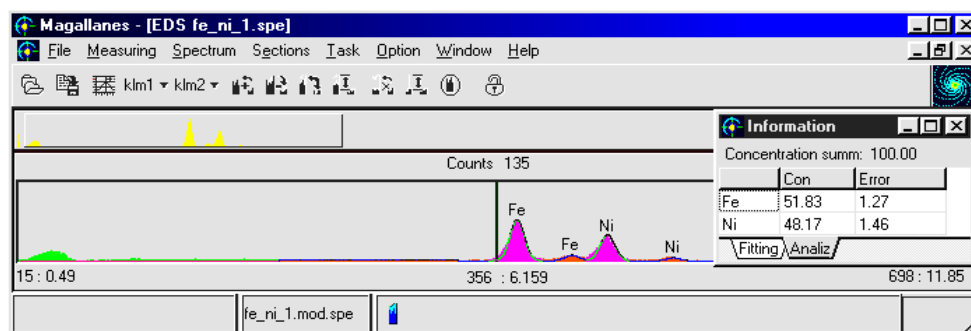 Magallanes - [EDS fe_ni_1.spe]
File Measuring Spectrum Sections Task Option Window Help
klm1 klm2
Information
Concentration summ: 100.00
Con Error
Fe 51.83 1.27
Ni 48.17 1.46
Fitting Analiz
Counts 135
Fe Fe Ni Ni
15 : 0.49 356 : 6.159 698 : 11.85
fe_ni_1.mod.spe